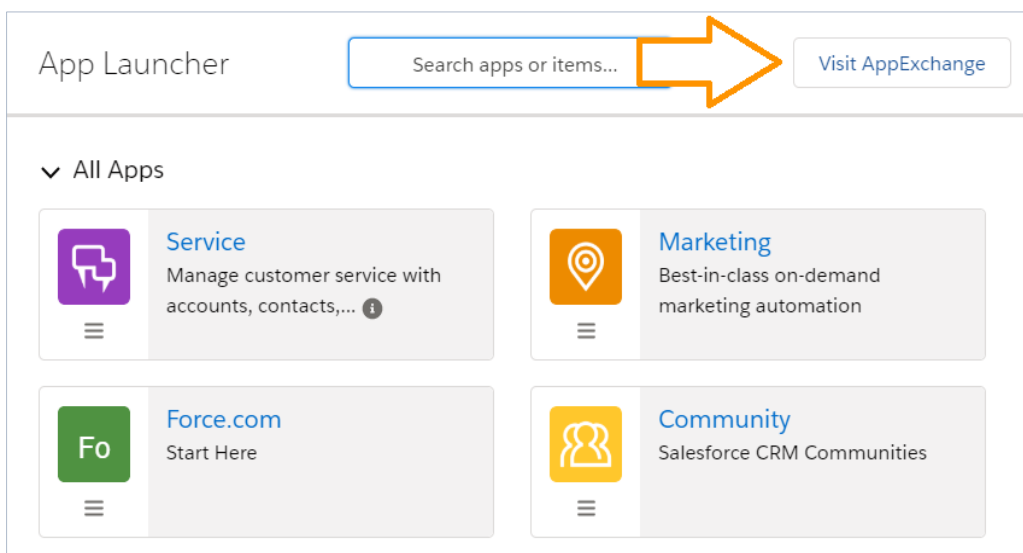 App Launcher
Search apps or items...
Visit AppExchange
All Apps
Service
Manage customer service with
accounts, contacts,...
Marketing
Best-in-class on-demand
marketing automation
Fo
Force.com
Start Here
Community
Salesforce CRM Communities